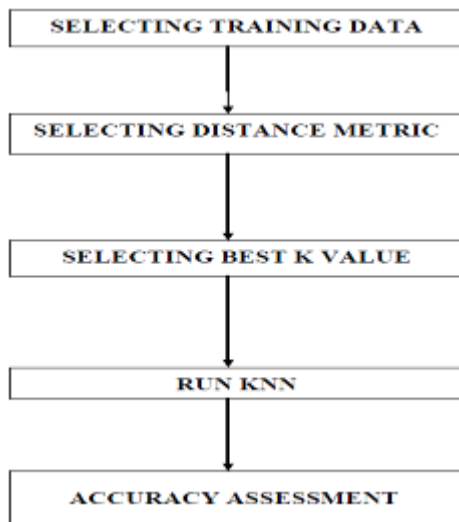 SELECTING TRAINING DATA
SELECTING DISTANCE METRIC
SELECTING BEST K VALUE
RUN KNN
ACCURACY ASSESSMENT